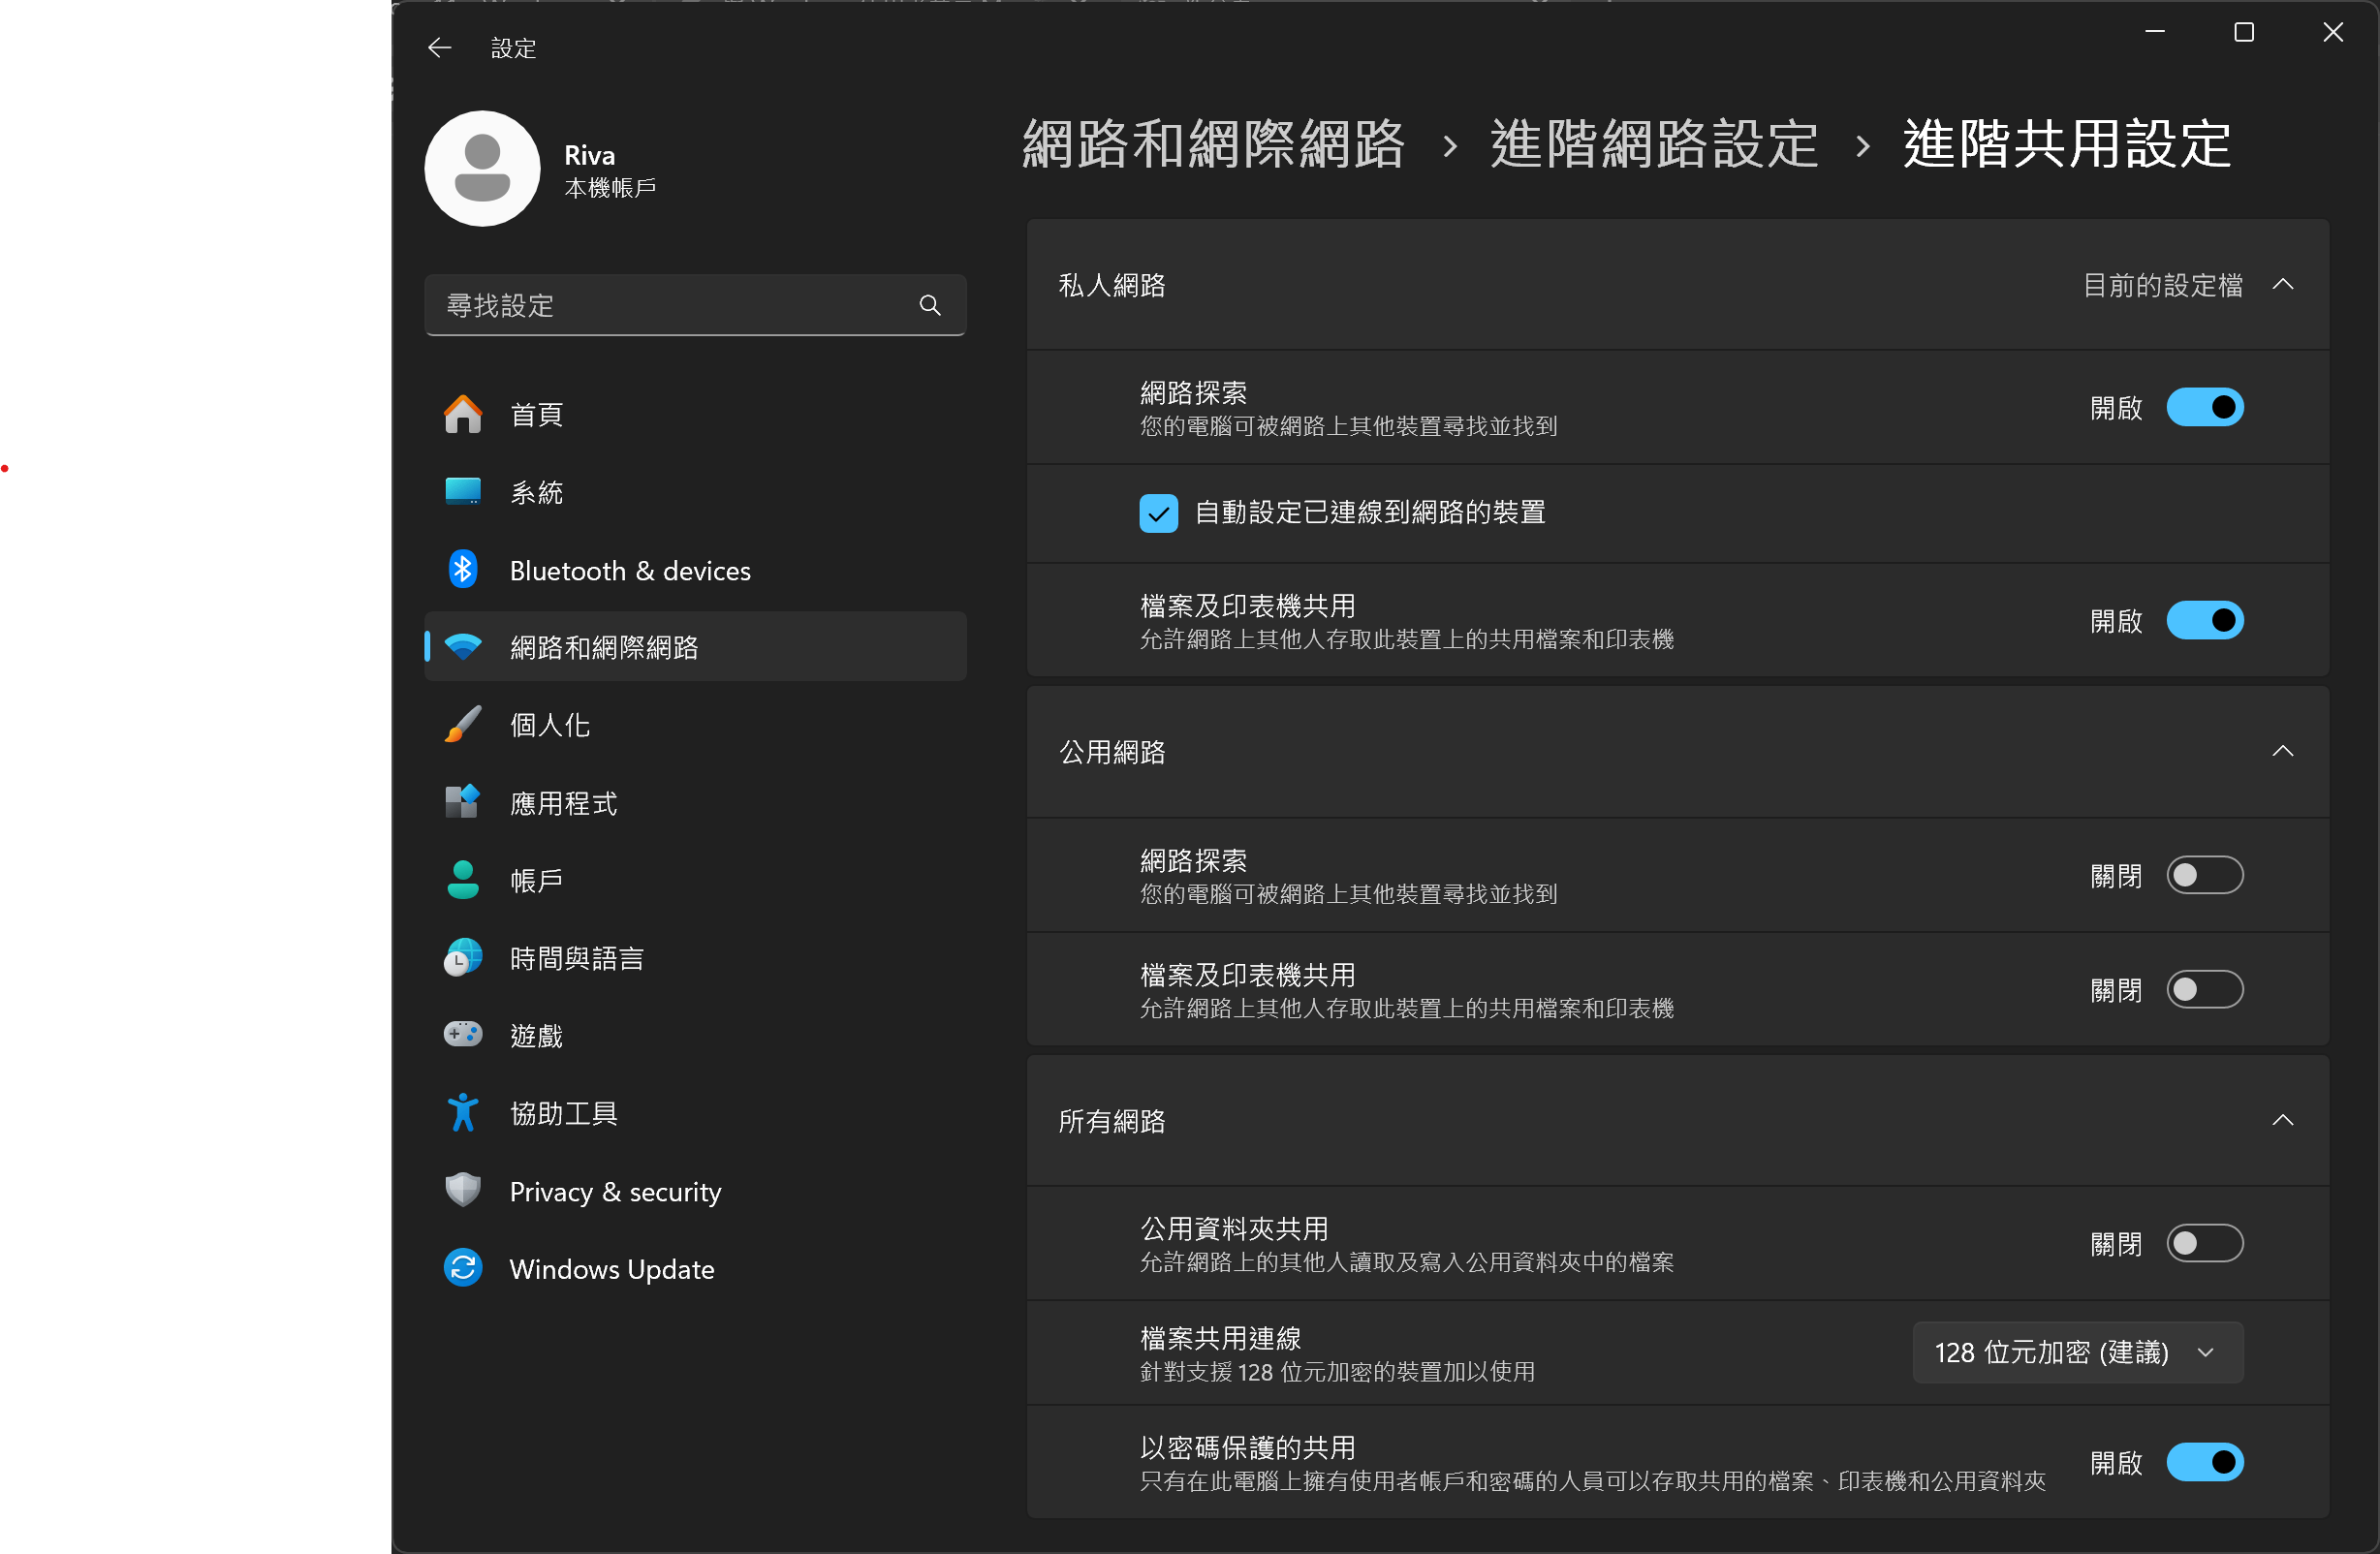 設定
Riva
本機帳戶
尋找設定
首頁
系統
Bluetooth & devices
網路和網際網路
個人化
應用程式
帳戶
時間與語言
遊戲
協助工具
Privacy & security
Windows Update
網路和網際網路 › 進階網路設定 › 進階共用設定
私人網路
目前的設定檔
網路探索
您的電腦可被網路上其他裝置尋找並找到
開啟
自動設定已連線到網路的裝置
檔案及印表機共用
允許網路上其他人存取此裝置上的共用檔案和印表機
開啟
公用網路
網路探索
您的電腦可被網路上其他裝置尋找並找到
關閉
檔案及印表機共用
允許網路上其他人存取此裝置上的共用檔案和印表機
關閉
所有網路
公用資料夾共用
允許網路上的其他人讀取及寫入公用資料夾中的檔案
關閉
檔案共用連線
針對支援 128 位元加密的裝置加以使用
128 位元加密 (建議)
以密碼保護的共用
只有在此電腦上擁有使用者帳戶和密碼的人員可以存取共用的檔案、印表機和公用資料夾
開啟